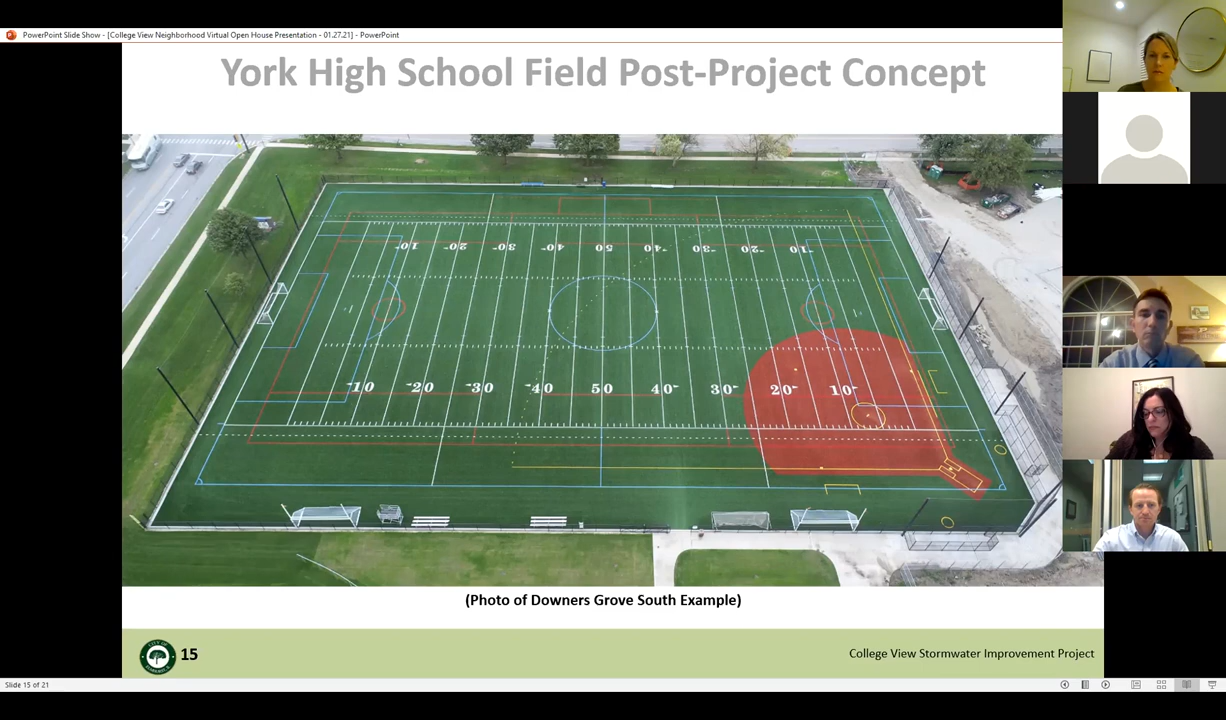 PowerPoint Slide Show - [College View Neighborhood Virtual Open House Presentation - 01.27.21] - PowerPoint
York High School Field Post-Project Concept
10 20 30 40 50 40 30 20 10
10 20 30 40 50 40 30 20 10
(Photo of Downers Grove South Example)
CITY OF
15
College View Stormwater Improvement Project
Slide 15 of 21